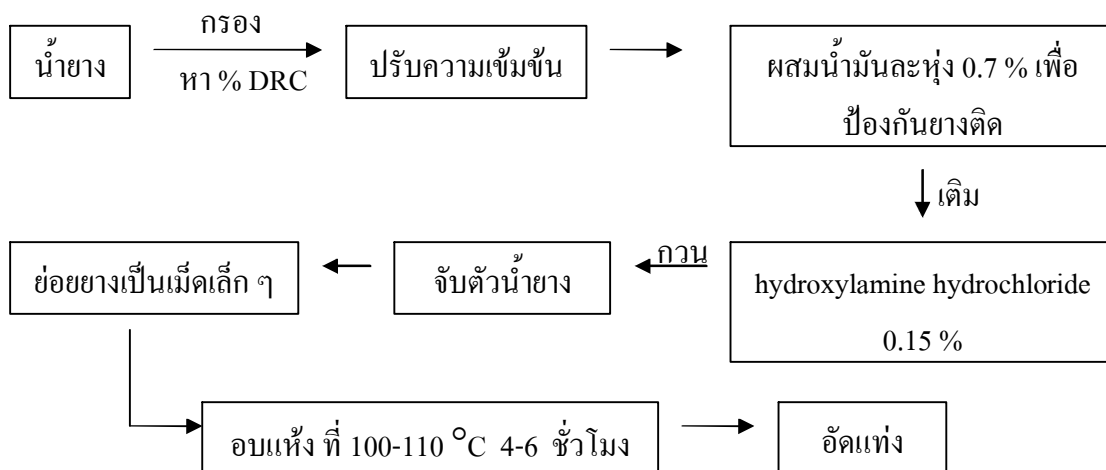 น้ำยาง
กรอง
หา % DRC
ปรับความเข้มข้น
ผสมน้ำมันละหุ่ง 0.7 % เพื่อ
ป้องกันยางติด
เติม
hydroxylamine hydrochloride
0.15 %
กวน
จับตัวน้ำยาง
ย่อยยางเป็นเม็ดเล็ก ๆ
อบแห้ง ที่ 100-110 °C 4-6 ชั่วโมง
อัดแท่ง